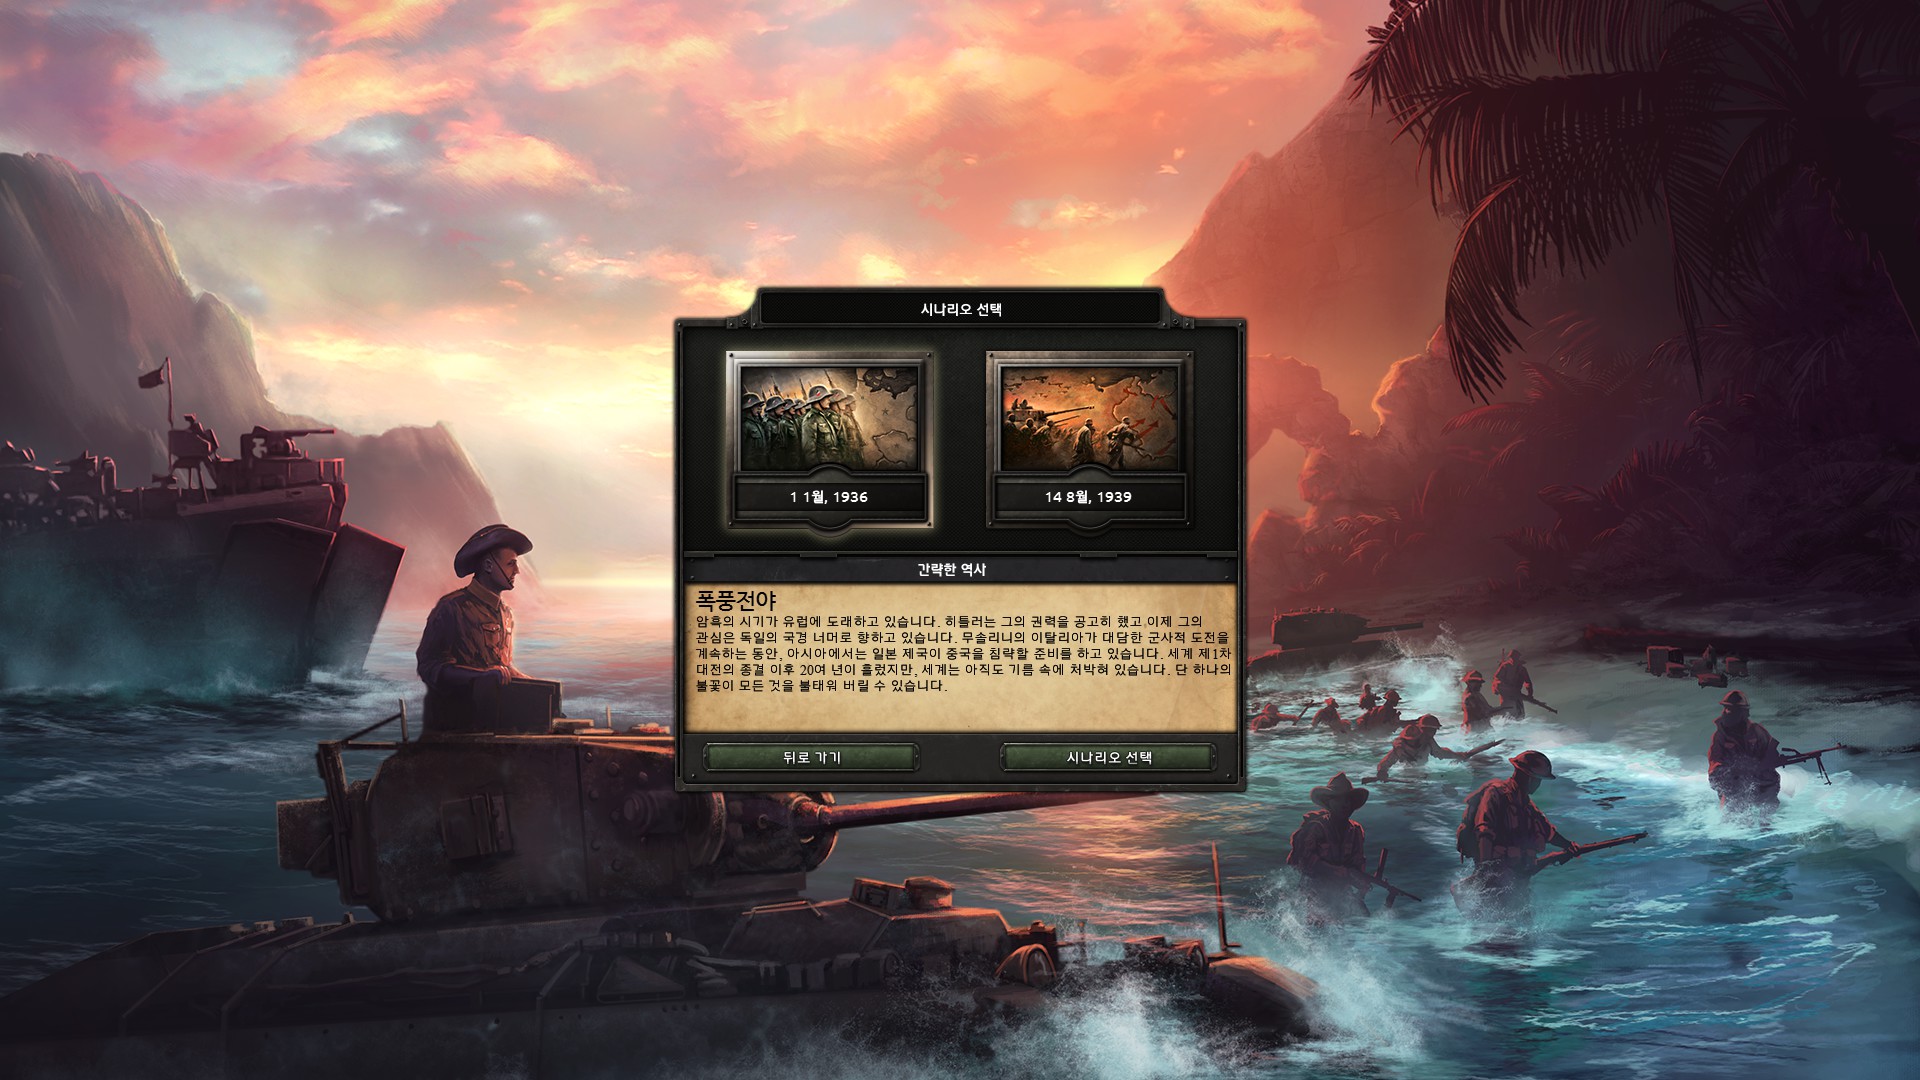 시나리오 선택
1 1월, 1936
14 8월, 1939
간략한 역사
폭풍전야
암흑의 시기가 유럽에 도래하고 있습니다. 히틀러는 그의 권력을 공고히 했고,이제 그의
관심은 독일의 국경 너머로 향하고 있습니다. 무솔리니의 이탈리아가 대담한 군사적 도전을
계속하는 동안, 아시아에서는 일본 제국이 중국을 침략할 준비를 하고 있습니다. 세계 제1차
대전의 종결 이후 20여 년이 흘렀지만, 세계는 아직도 기름 속에 처박혀 있습니다. 단 하나의
불꽃이 모든 것을 불태워 버릴 수 있습니다.
뒤로 가기
시나리오 선택